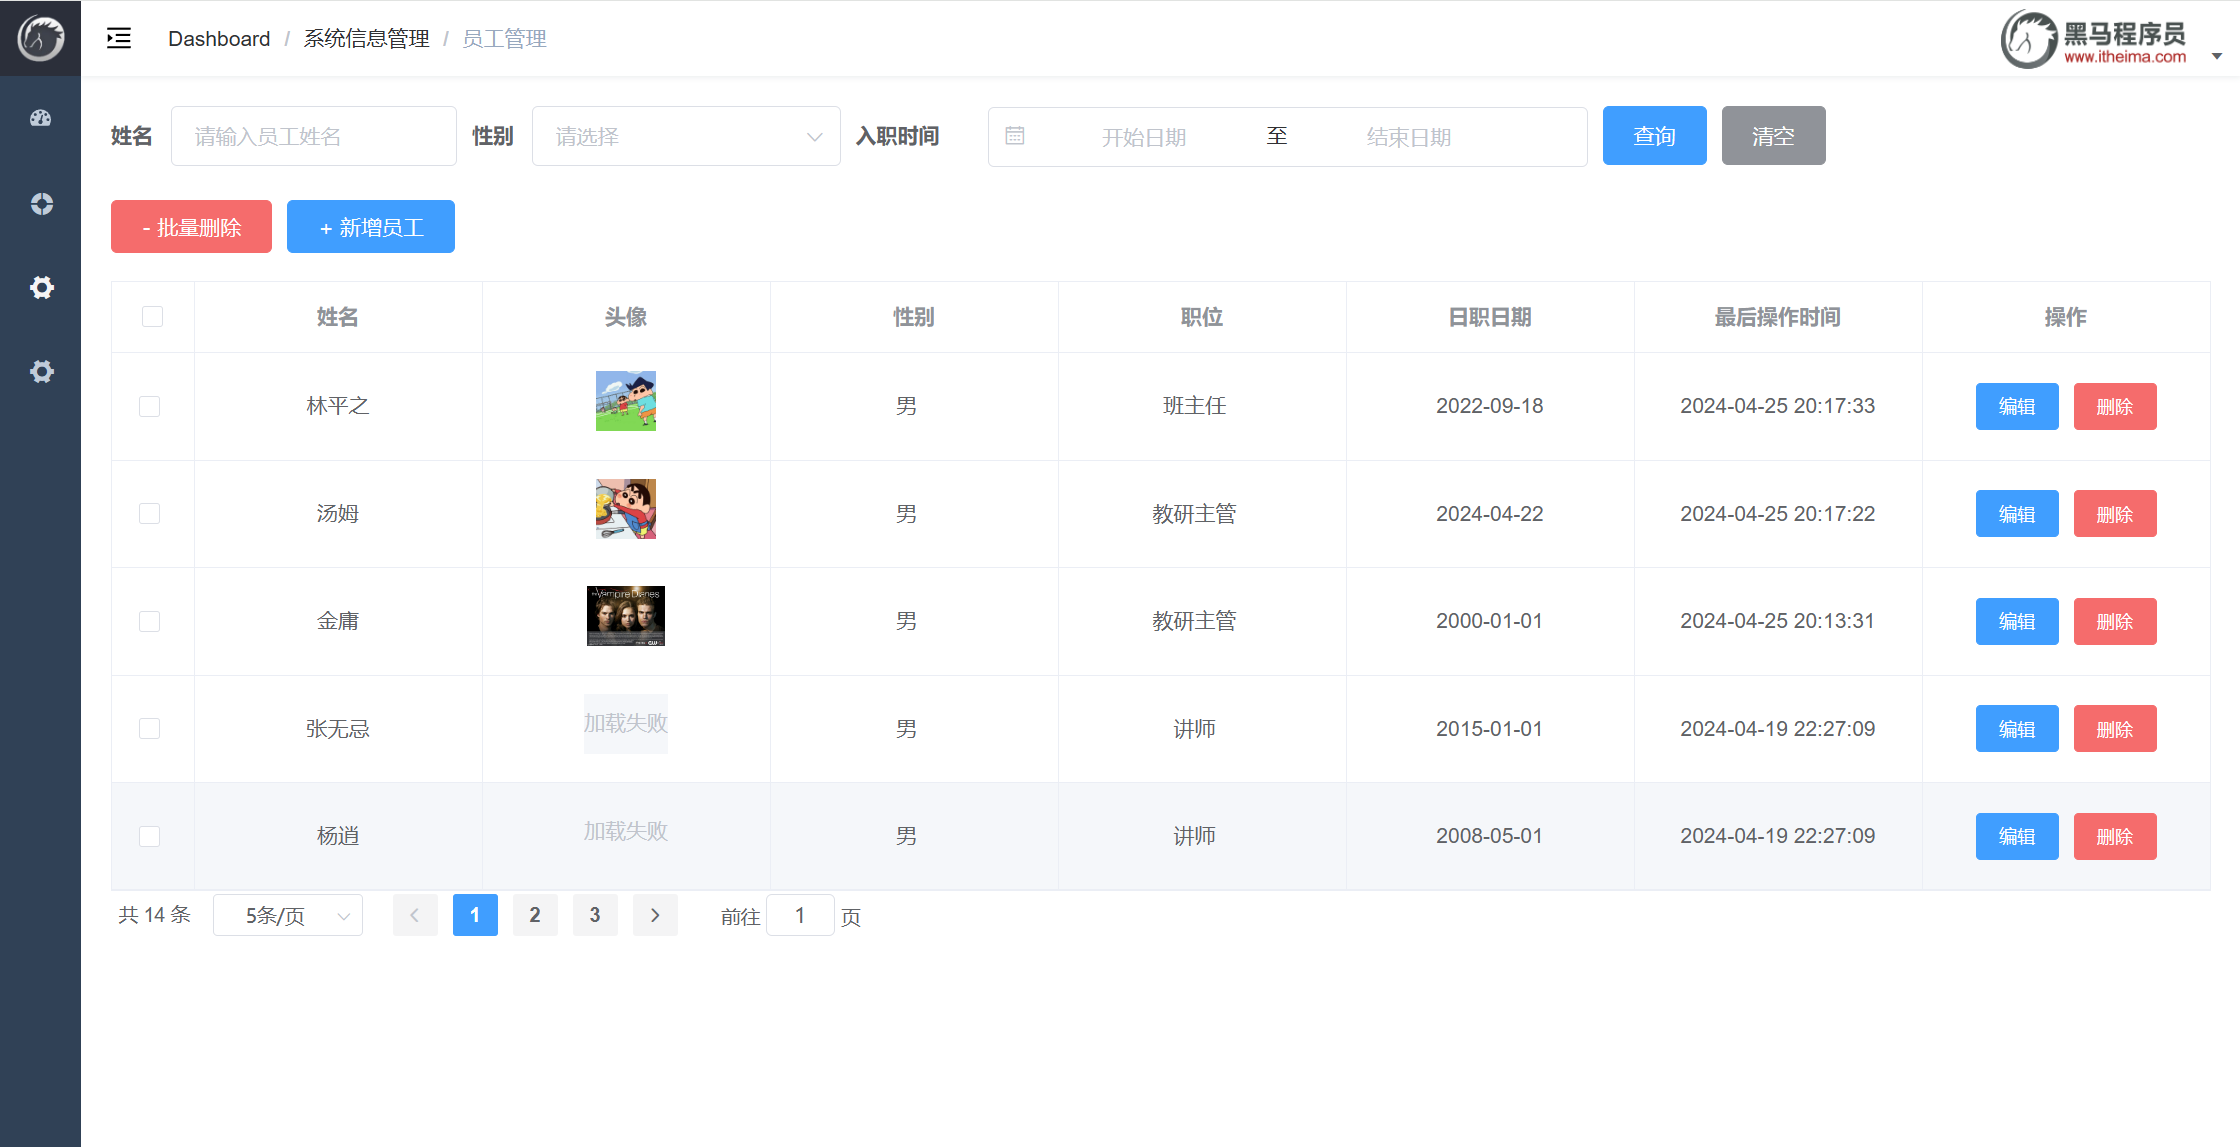 Dashboard / 系统信息管理 / 员工管理
黑马程序员
www.itheima.com
姓名 请输入员工姓名 性别 请选择 入职时间 开始日期 至 结束日期 查询 清空
- 批量删除 + 新增员工
姓名 头像 性别 职位 日职日期 最后操作时间 操作
林平之 男 班主任 2022-09-18 2024-04-25 20:17:33 编辑 删除
汤姆 男 教研主管 2024-04-22 2024-04-25 20:17:22 编辑 删除
Vampire Diaries
金庸 男 教研主管 2000-01-01 2024-04-25 20:13:31 编辑 删除
张无忌 加载失败 男 讲师 2015-01-01 2024-04-19 22:27:09 编辑 删除
杨逍 加载失败 男 讲师 2008-05-01 2024-04-19 22:27:09 编辑 删除
共 14 条 5条/页 1 2 3 前往 1 页